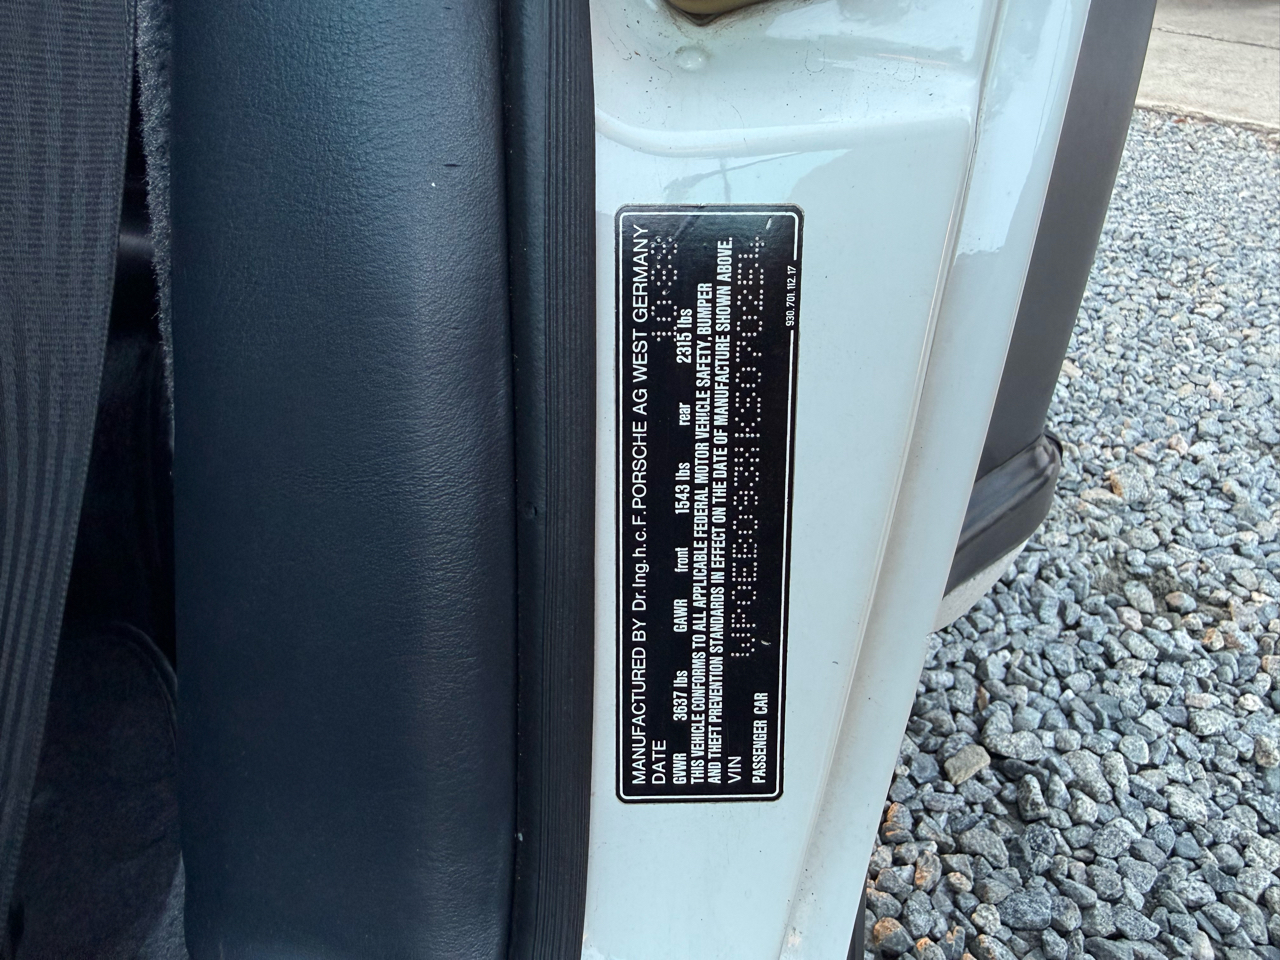 MANUFACTURED BY Dr.Ing.h.c.F.PORSCHE AG WEST GERMANY
DATE 10-88
GVWR 3637 lbs GAWR front 1543 lbs rear 2315 lbs
THIS VEHICLE CONFORMS TO ALL APPLICABLE FEDERAL MOTOR VEHICLE SAFETY, BUMPER
AND THEFT PREVENTION STANDARDS IN EFFECT ON THE DATE OF MANUFACTURE SHOWN ABOVE.
VIN WP0EB093XKS070254
PASSENGER CAR
930.701.112.17